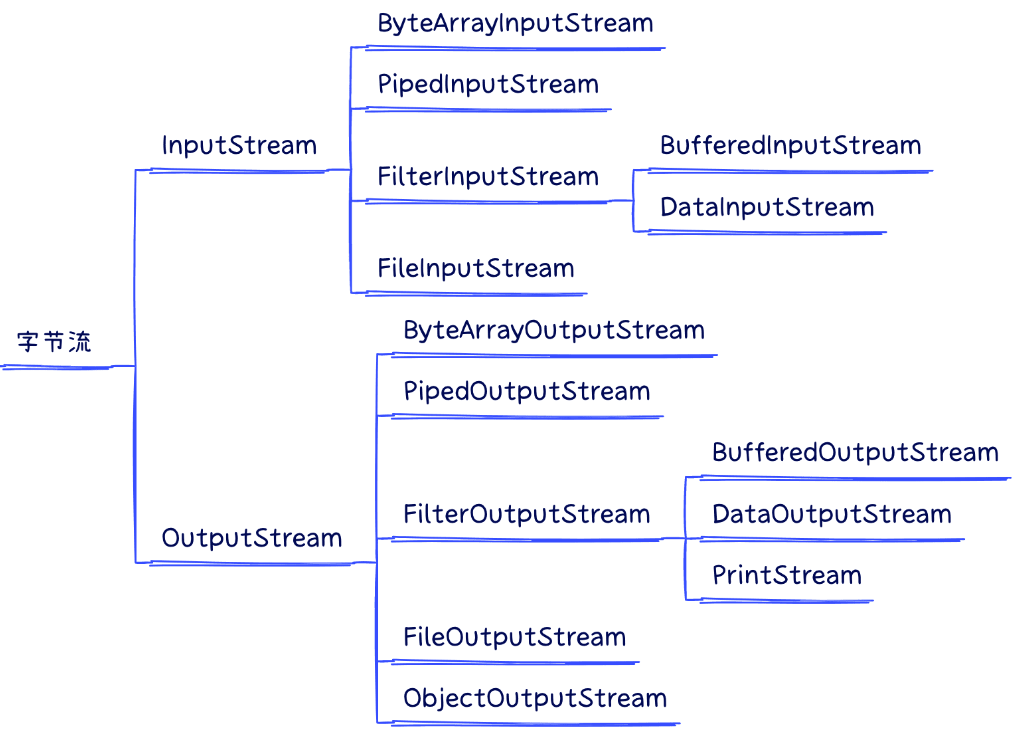 字节流
InputStream
ByteArrayInputStream
PipedInputStream
FilterInputStream
BufferedInputStream
DataInputStream
FileInputStream
OutputStream
ByteArrayOutputStream
PipedOutputStream
FilterOutputStream
BufferedOutputStream
DataOutputStream
PrintStream
FileOutputStream
ObjectOutputStream